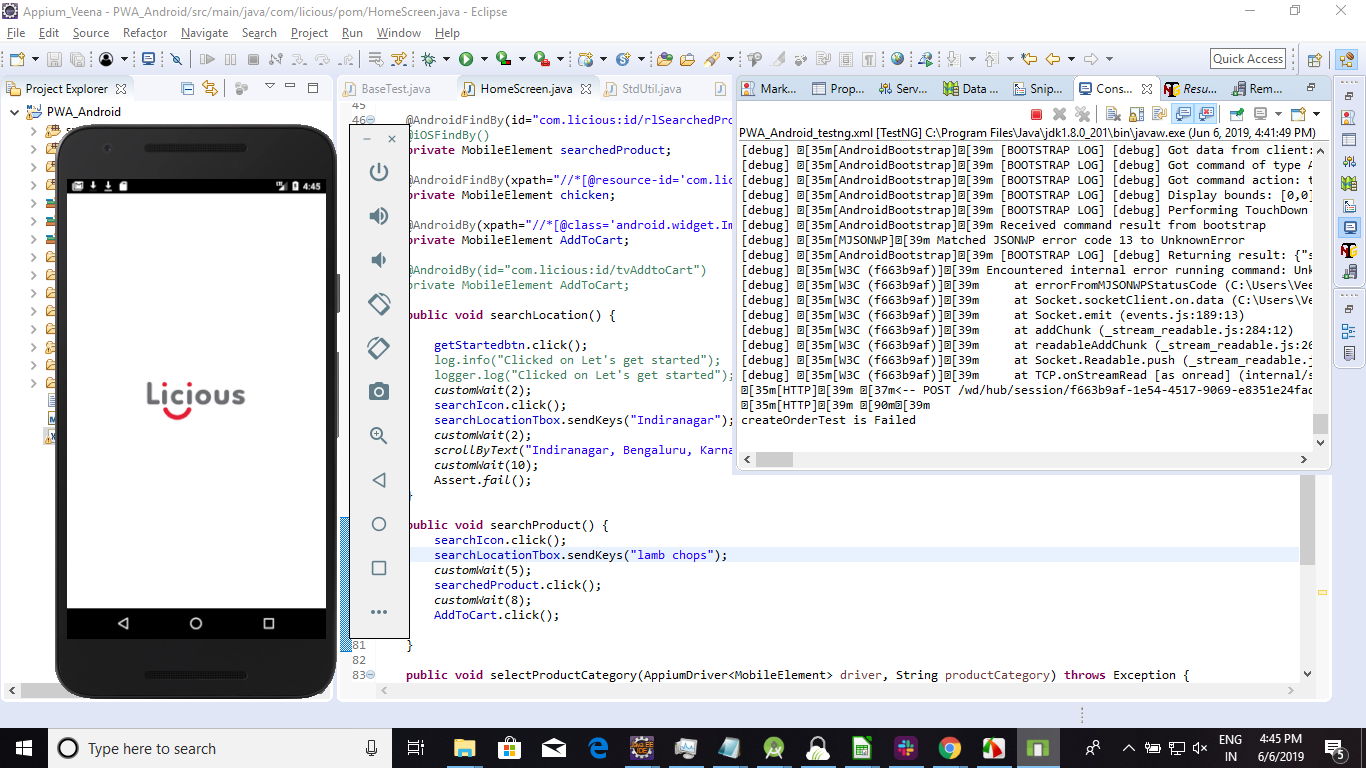 Appium_Veena - PWA_Android/src/main/java/com/licious/pom/HomeScreen.java - Eclipse
File Edit Source Refactor Navigate Search Project Run Window Help
Quick Access
Project Explorer
PWA_Android
BaseTest.java
HomeScreen.java
StdUtil.java
45
46 @AndroidFindBy(id="com.licious:id/rlSearchedPro
@iOSFindBy()
private MobileElement searchedProduct;
@AndroidFindBy(xpath="//*[@resource-id='com.lic
private MobileElement chicken;
@AndroidBy(xpath="//*[@class='android.widget.Im
private MobileElement AddToCart;
@AndroidBy(id="com.licious:id/tvAddtoCart")
private MobileElement AddToCart;
public void searchLocation() {
getStartedbtn.click();
log.info("Clicked on Let's get started");
logger.log("Clicked on Let's get started");
customWait(2);
searchIcon.click();
searchLocationTbox.sendKeys("Indiranagar");
customWait(2);
scrollByText("Indiranagar, Bengaluru, Karna
customWait(10);
Assert.fail();
}
public void searchProduct() {
searchIcon.click();
searchLocationTbox.sendKeys("lamb chops");
customWait(5);
searchedProduct.click();
customWait(8);
AddToCart.click();
81 }
82
83 public void selectProductCategory(AppiumDriver<MobileElement> driver, String productCategory) throws Exception {
4:45
Licious
Mark... Prop... Serv... Data ... Snip... Cons... Resu... Rem...
PWA_Android_testng.xml [TestNG] C:\Program Files\Java\jdk1.8.0_201\bin\javaw.exe (Jun 6, 2019, 4:41:49 PM)
[debug] [35m[AndroidBootstrap][39m [BOOTSTRAP LOG] [debug] Got data from client:
[debug] [35m[AndroidBootstrap][39m [BOOTSTRAP LOG] [debug] Got command of type A
[debug] [35m[AndroidBootstrap][39m [BOOTSTRAP LOG] [debug] Got command action: t
[debug] [35m[AndroidBootstrap][39m [BOOTSTRAP LOG] [debug] Display bounds: [0,0]
[debug] [35m[AndroidBootstrap][39m [BOOTSTRAP LOG] [debug] Performing TouchDown
[debug] [35m[AndroidBootstrap][39m Received command result from bootstrap
[debug] [35m[MJSONWP][39m Matched JSONWP error code 13 to UnknownError
[debug] [35m[AndroidBootstrap][39m [BOOTSTRAP LOG] [debug] Returning result: {"s
[debug] [35m[W3C (f663b9af)][39m Encountered internal error running command: Unk
[debug] [35m[W3C (f663b9af)][39m at errorFromMJSONWPStatusCode (C:\Users\Vee
[debug] [35m[W3C (f663b9af)][39m at Socket.socketClient.on.data (C:\Users\Ve
[debug] [35m[W3C (f663b9af)][39m at Socket.emit (events.js:189:13)
[debug] [35m[W3C (f663b9af)][39m at addChunk (_stream_readable.js:284:12)
[debug] [35m[W3C (f663b9af)][39m at readableAddChunk (_stream_readable.js:26
[debug] [35m[W3C (f663b9af)][39m at Socket.Readable.push (_stream_readable.j
[debug] [35m[W3C (f663b9af)][39m at TCP.onStreamRead [as onread] (internal/s
[35m[HTTP][39m [37m<-- POST /wd/hub/session/f663b9af-1e54-4517-9069-e8351e24fac
[35m[HTTP][39m [90m[39m
createOrderTest is Failed
Type here to search
ENG
IN
4:45 PM
6/6/2019
5